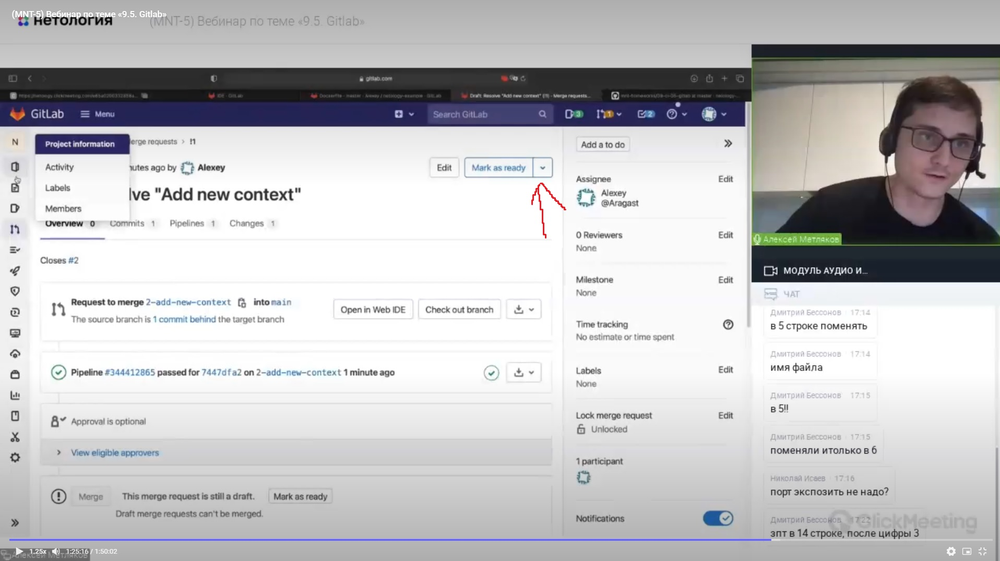 (MNT-5) Вебинар по теме «9.5. Gitlab»
нетология
(MNT-5) Вебинар по теме «9.5. Gitlab»
gitlab.com
IDE · GitLab
Dockerfile · master · Alexey / netology-example · GitLab
Draft: Resolve "Add new context" (!1) · Merge requests...
GitLab
Menu
Search GitLab
3
1
2
N
Project information
Activity
Labels
Members
erge requests › !1
utes ago by Alexey
Edit
Mark as ready
lve "Add new context"
Overview 0
Commits 1
Pipelines 1
Changes 1
Closes #2
Request to merge 2-add-new-context into main
The source branch is 1 commit behind the target branch
Open in Web IDE
Check out branch
Pipeline #344412865 passed for 7447dfa2 on 2-add-new-context 1 minute ago
Approval is optional
View eligible approvers
Merge
This merge request is still a draft.
Mark as ready
Draft merge requests can't be merged.
Add a to do
Assignee
Edit
Alexey
@Aragast
0 Reviewers
Edit
None
Milestone
Edit
None
Time tracking
No estimate or time spent
Labels
Edit
None
Lock merge request
Edit
Unlocked
1 participant
Notifications
Алексей Метляков
МОДУЛЬ АУДИО И...
ЧАТ
Дмитрий Бессонов · 17:14
в 5 строке поменять
Дмитрий Бессонов · 17:14
имя файла
Дмитрий Бессонов · 17:15
в 5!!
Дмитрий Бессонов · 17:15
поменяли итолько в 6
Николай Исаев · 17:16
порт экспозить не надо?
Дмитрий Бессонов · 17:22
зпт в 14 строке, после цифры 3
ClickMeeting
1.25x
1:25:16 / 1:50:02
Алексей Метляков